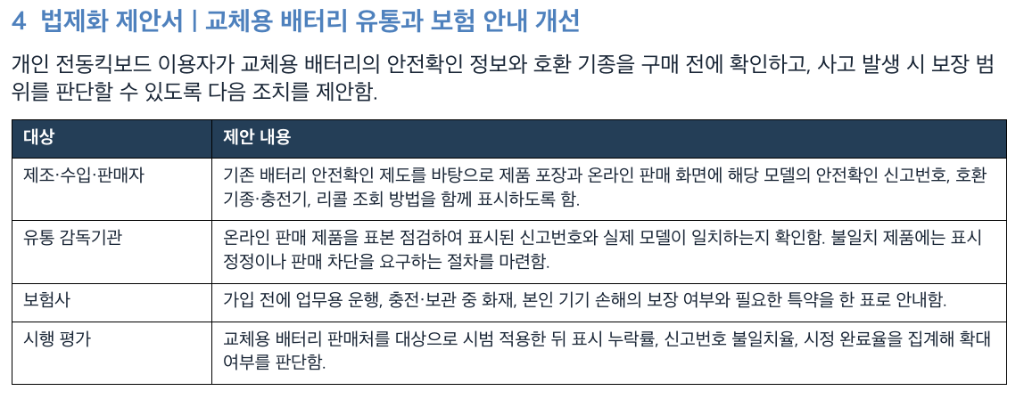 4 법제화 제안서 | 교체용 배터리 유통과 보험 안내 개선
개인 전동킥보드 이용자가 교체용 배터리의 안전확인 정보와 호환 기종을 구매 전에 확인하고, 사고 발생 시 보장 범
위를 판단할 수 있도록 다음 조치를 제안함.
대상
제안 내용
제조·수입·판매자
기존 배터리 안전확인 제도를 바탕으로 제품 포장과 온라인 판매 화면에 해당 모델의 안전확인 신고번호, 호환
기종·충전기, 리콜 조회 방법을 함께 표시하도록 함.
유통 감독기관
온라인 판매 제품을 표본 점검하여 표시된 신고번호와 실제 모델이 일치하는지 확인함. 불일치 제품에는 표시
정정이나 판매 차단을 요구하는 절차를 마련함.
보험사
가입 전에 업무용 운행, 충전·보관 중 화재, 본인 기기 손해의 보장 여부와 필요한 특약을 한 표로 안내함.
시행 평가
교체용 배터리 판매처를 대상으로 시범 적용한 뒤 표시 누락률, 신고번호 불일치율, 시정 완료율을 집계해 확대
여부를 판단함.